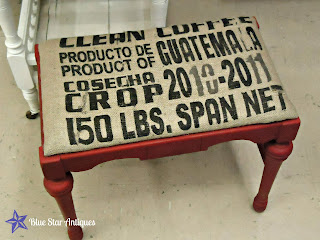 CLEAN COFFEE
PRODUCTO DE
PRODUCT OF
GUATEMALA
COSECHA
CROP
2010-2011
150 LBS. SPAN NET
Blue Star Antiques